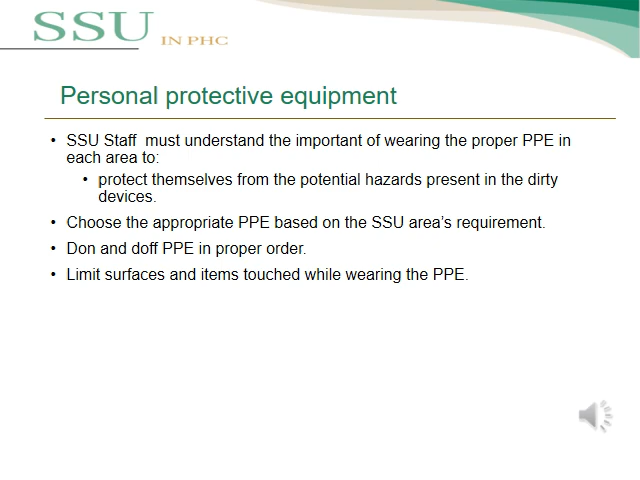 SSU IN PHC
Personal protective equipment
• SSU Staff  must understand the important of wearing the proper PPE in
each area to:
• protect themselves from the potential hazards present in the dirty
devices.
• Choose the appropriate PPE based on the SSU area's requirement.
• Don and doff PPE in proper order.
• Limit surfaces and items touched while wearing the PPE.